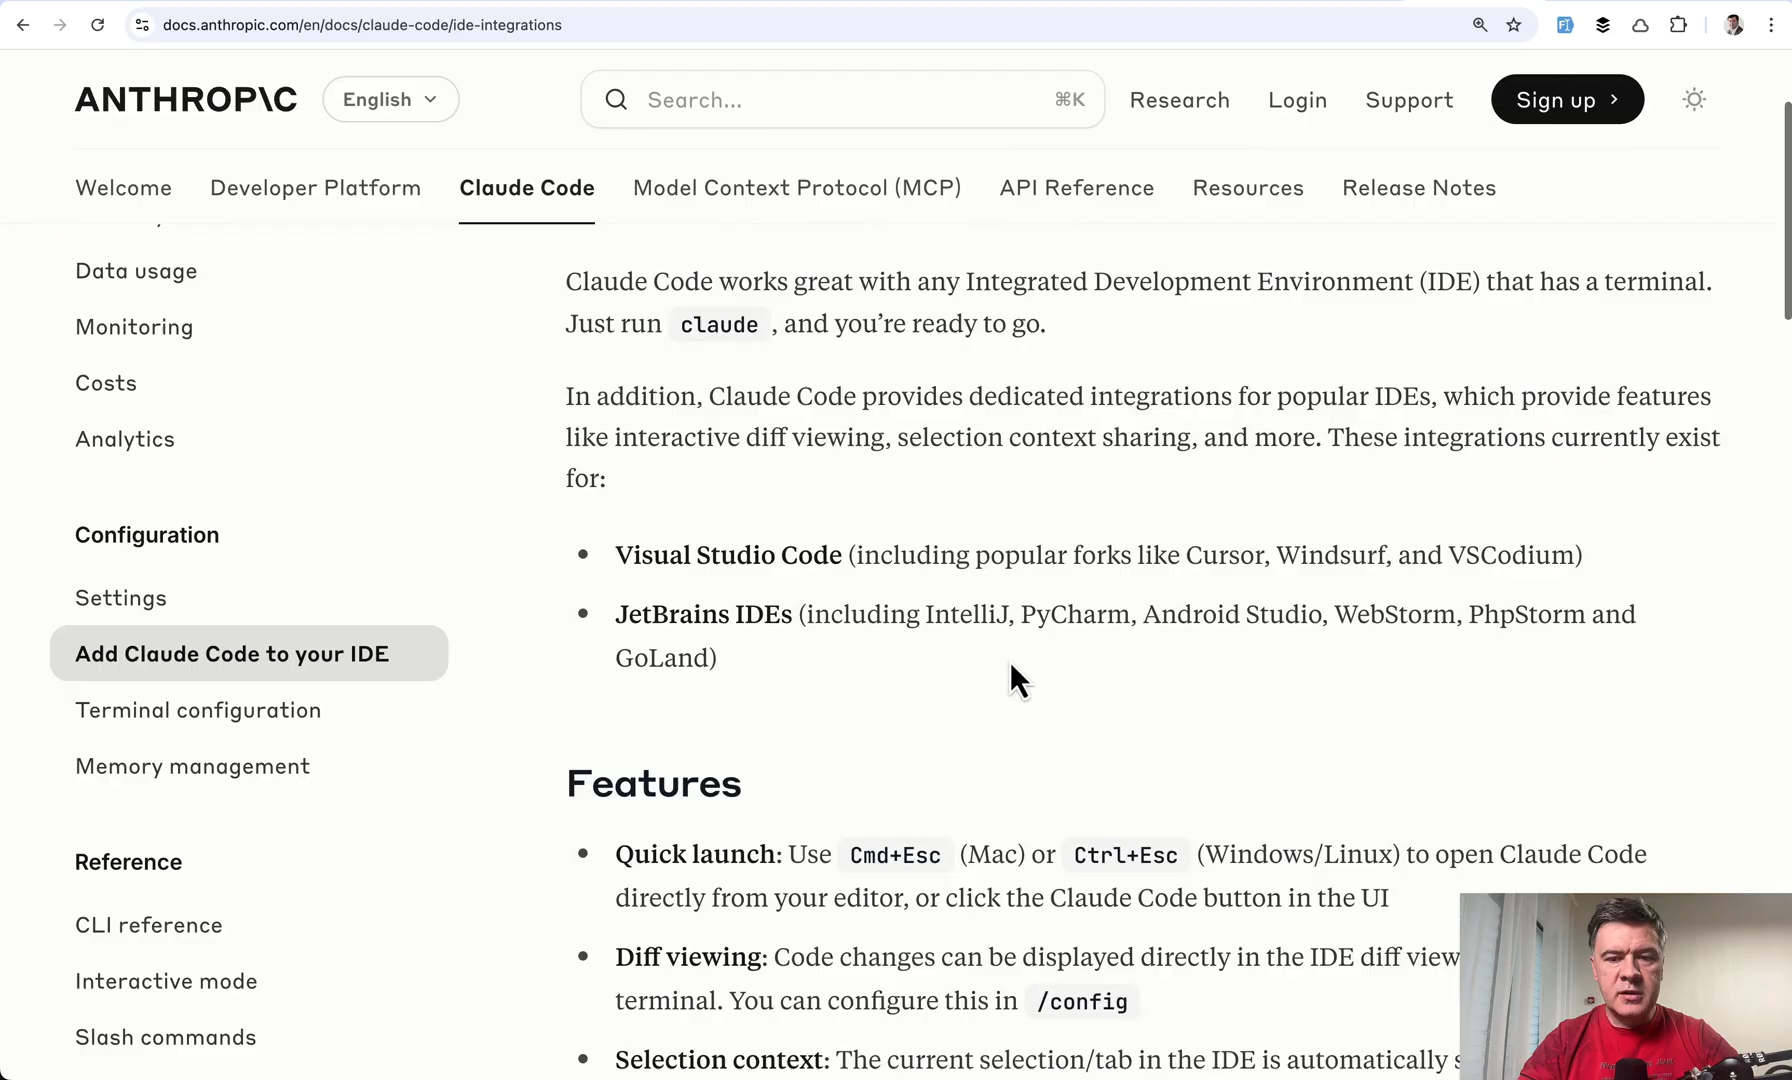 docs.anthropic.com/en/docs/claude-code/ide-integrations
ANTHROP\C
English
Search...
⌘K
Research
Login
Support
Sign up
Welcome
Developer Platform
Claude Code
Model Context Protocol (MCP)
API Reference
Resources
Release Notes
Data usage
Monitoring
Costs
Analytics
Configuration
Settings
Add Claude Code to your IDE
Terminal configuration
Memory management
Reference
CLI reference
Interactive mode
Slash commands
Claude Code works great with any Integrated Development Environment (IDE) that has a terminal.
Just run claude , and you’re ready to go.
In addition, Claude Code provides dedicated integrations for popular IDEs, which provide features
like interactive diff viewing, selection context sharing, and more. These integrations currently exist
for:
• Visual Studio Code (including popular forks like Cursor, Windsurf, and VSCodium)
• JetBrains IDEs (including IntelliJ, PyCharm, Android Studio, WebStorm, PhpStorm and
GoLand)
Features
• Quick launch: Use Cmd+Esc (Mac) or Ctrl+Esc (Windows/Linux) to open Claude Code
directly from your editor, or click the Claude Code button in the UI
• Diff viewing: Code changes can be displayed directly in the IDE diff view
terminal. You can configure this in /config
• Selection context: The current selection/tab in the IDE is automatically